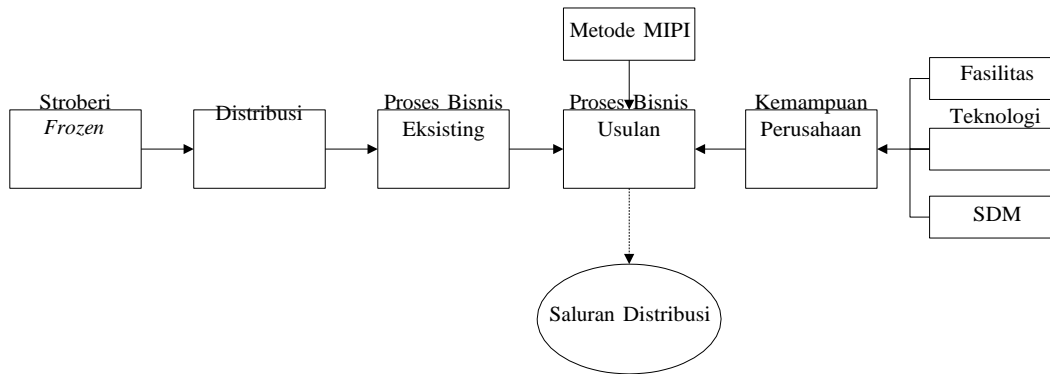 Metode MIPI
Fasilitas
Stroberi
Frozen
Distribusi
Proses Bisnis
Eksisting
Proses Bisnis
Usulan
Kemampuan
Perusahaan
Teknologi
SDM
Saluran Distribusi